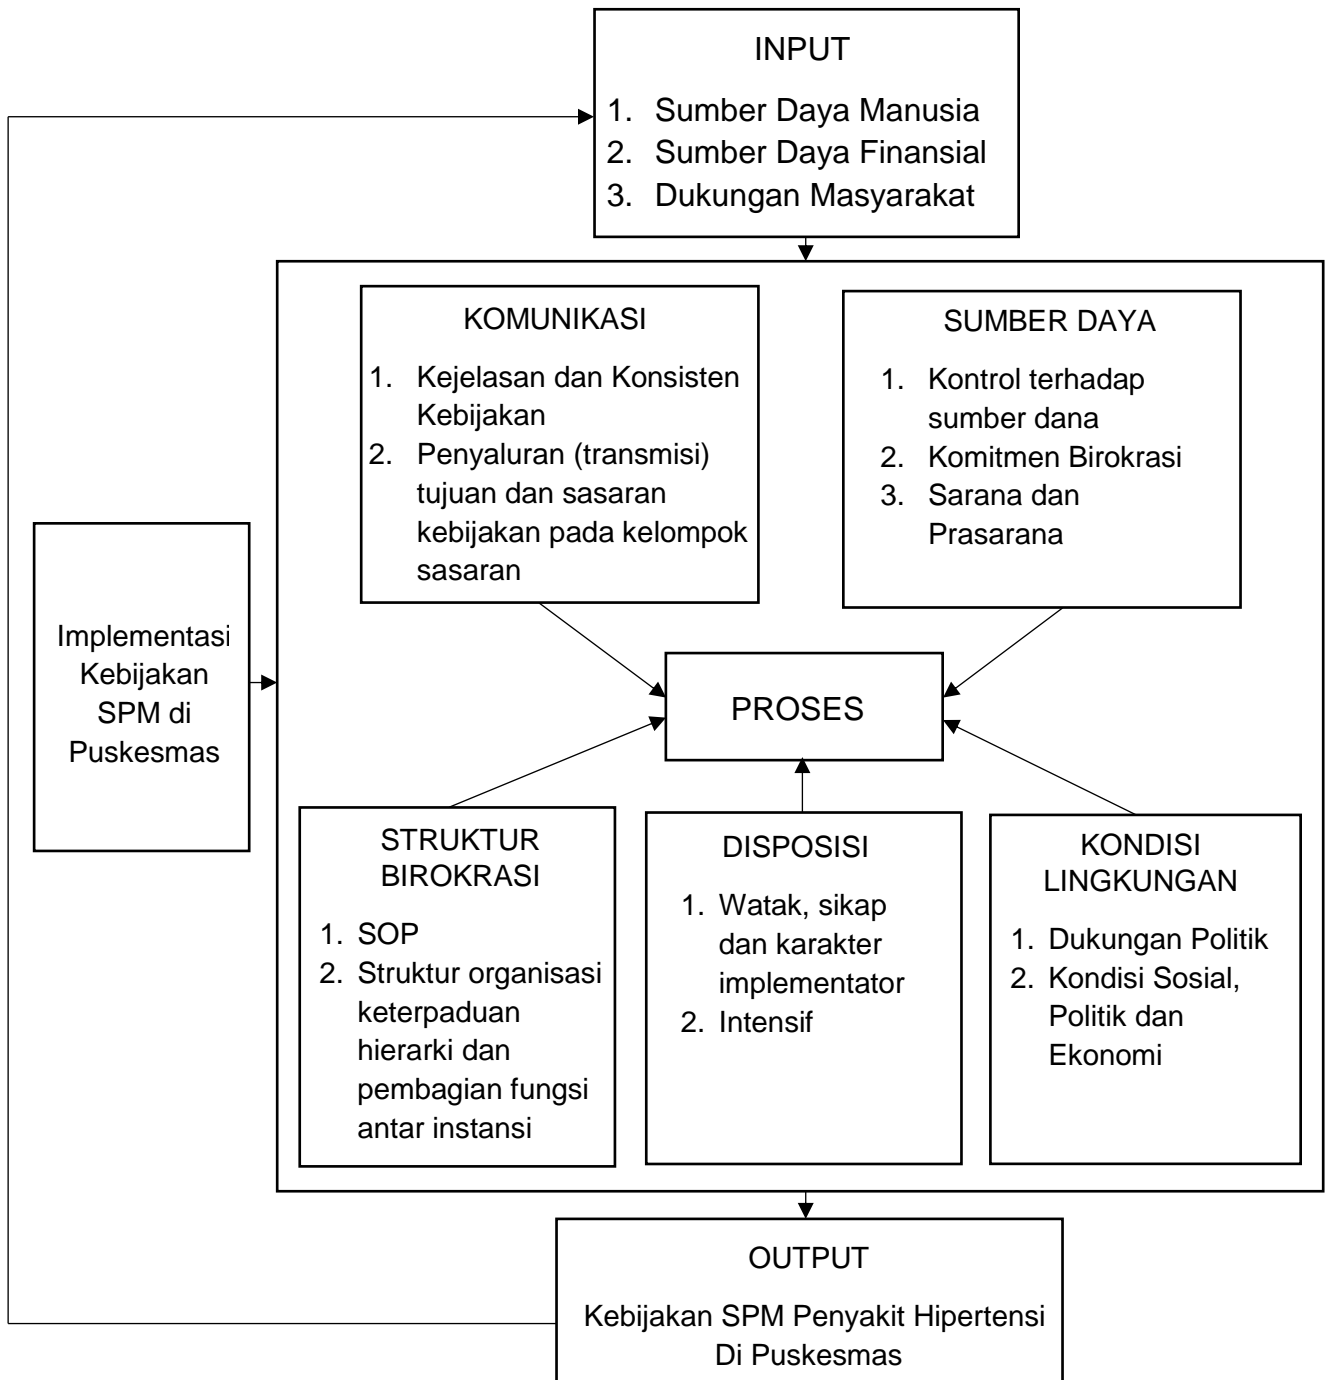 INPUT
1. Sumber Daya Manusia
2. Sumber Daya Finansial
3. Dukungan Masyarakat
KOMUNIKASI
1. Kejelasan dan Konsisten
Kebijakan
2. Penyaluran (transmisi)
tujuan dan sasaran
kebijakan pada kelompok
sasaran
SUMBER DAYA
1. Kontrol terhadap
sumber dana
2. Komitmen Birokrasi
3. Sarana dan
Prasarana
Implementasi
Kebijakan
SPM di
Puskesmas
PROSES
STRUKTUR
BIROKRASI
1. SOP
2. Struktur organisasi
keterpaduan
hierarki dan
pembagian fungsi
antar instansi
DISPOSISI
1. Watak, sikap
dan karakter
implementator
2. Intensif
KONDISI
LINGKUNGAN
1. Dukungan Politik
2. Kondisi Sosial,
Politik dan
Ekonomi
OUTPUT
Kebijakan SPM Penyakit Hipertensi
Di Puskesmas